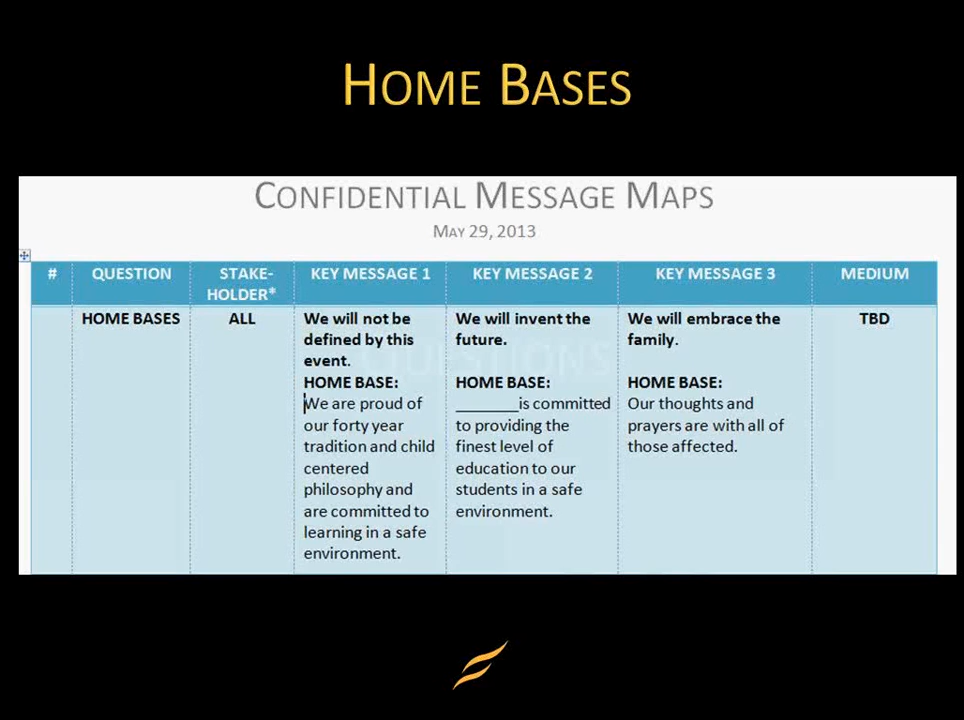 HOME BASES
CONFIDENTIAL MESSAGE MAPS
MAY 29, 2013
# QUESTION STAKE-HOLDER* KEY MESSAGE 1 KEY MESSAGE 2 KEY MESSAGE 3 MEDIUM
HOME BASES
ALL
We will not be
defined by this
event.
HOME BASE:
We are proud of
our forty year
tradition and child
centered
philosophy and
are committed to
learning in a safe
environment.
We will invent the
future.
HOME BASE:
_______is committed
to providing the
finest level of
education to our
students in a safe
environment.
We will embrace the
family.
HOME BASE:
Our thoughts and
prayers are with all of
those affected.
TBD
QUESTIONS